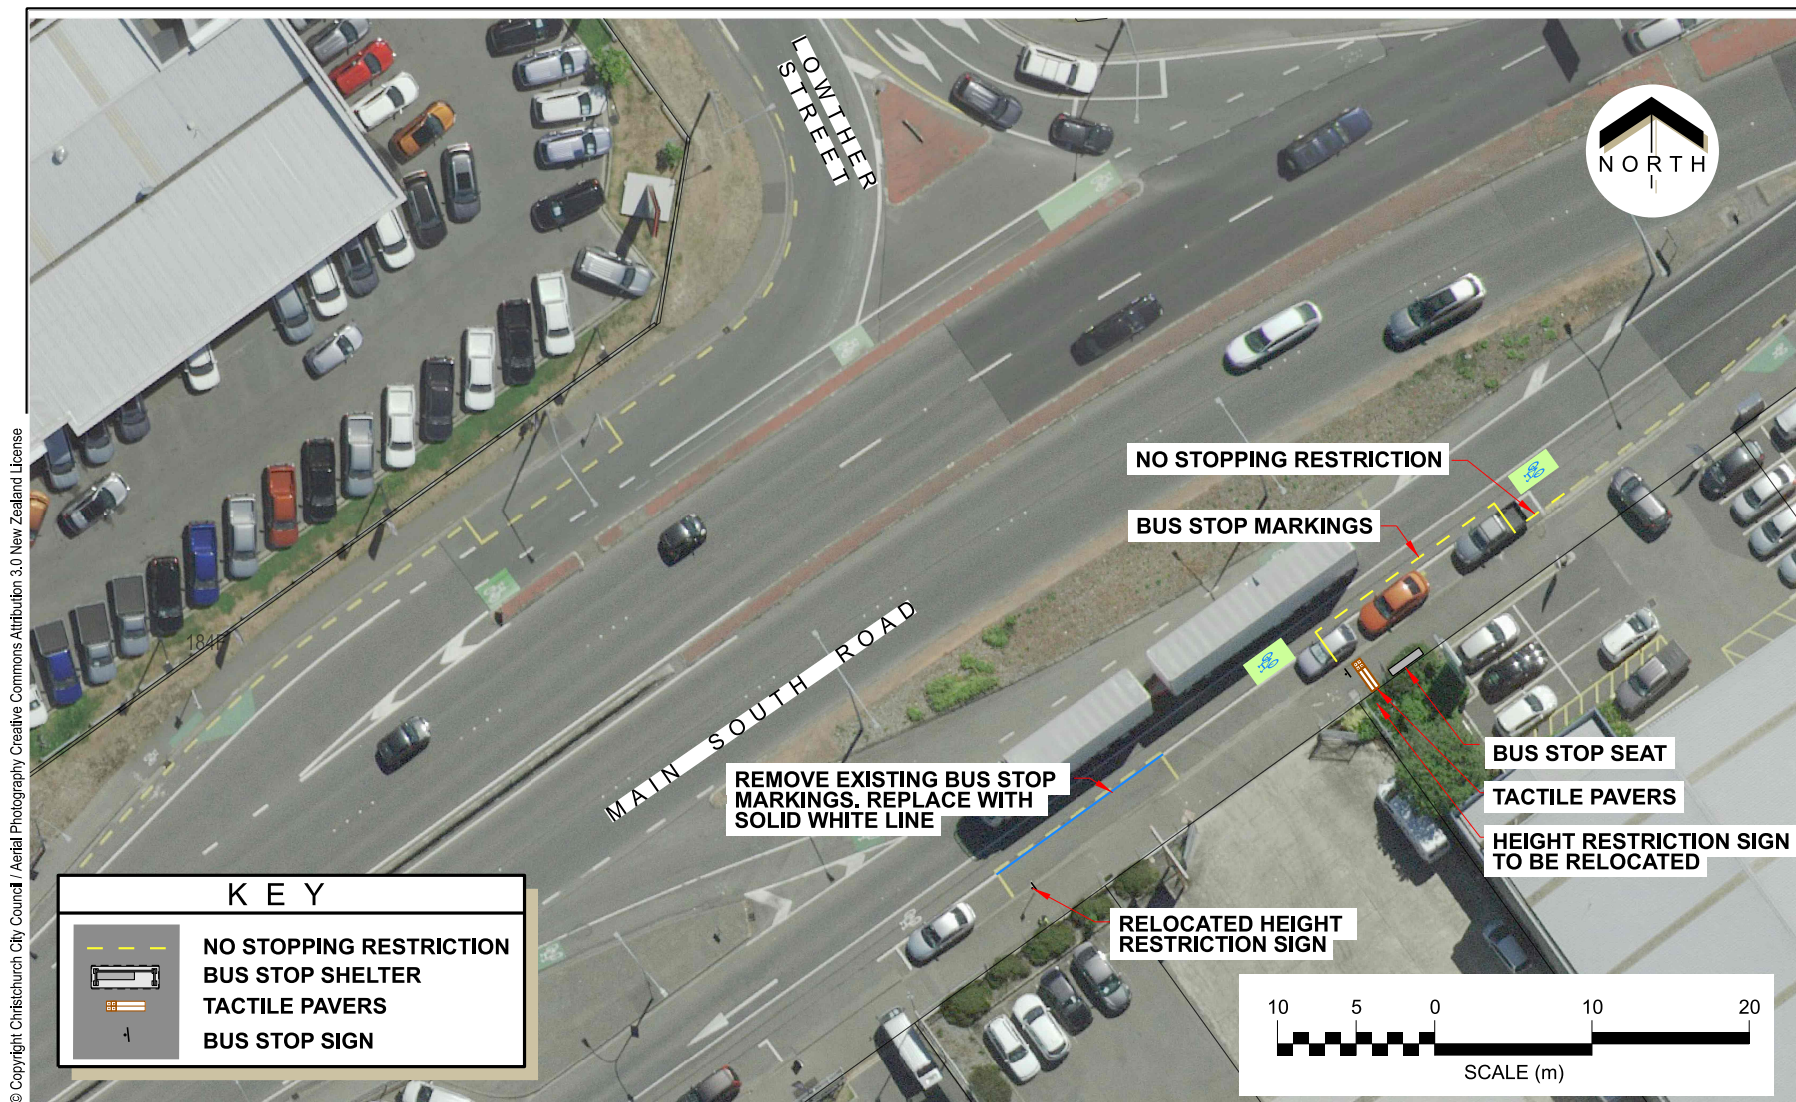 LOWTHER
STREET
NORTH
NO STOPPING RESTRICTION
BUS STOP MARKINGS
MAIN SOUTH ROAD
REMOVE EXISTING BUS STOP
MARKINGS. REPLACE WITH
SOLID WHITE LINE
BUS STOP SEAT
TACTILE PAVERS
HEIGHT RESTRICTION SIGN
TO BE RELOCATED
RELOCATED HEIGHT
RESTRICTION SIGN
KEY
NO STOPPING RESTRICTION
BUS STOP SHELTER
TACTILE PAVERS
BUS STOP SIGN
10 5 0 10 20
SCALE (m)
© Copyright Christchurch City Council / Aerial Photography Creative Commons Attribution 3.0 New Zealand License